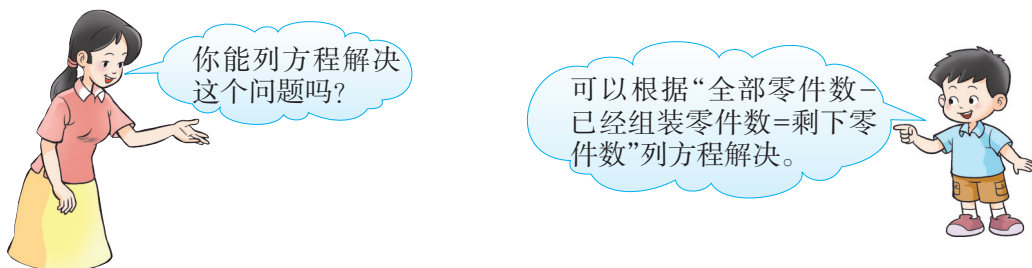 你能列方程解决
这个问题吗？
可以根据“全部零件数-
已经组装零件数=剩下零
件数”列方程解决。